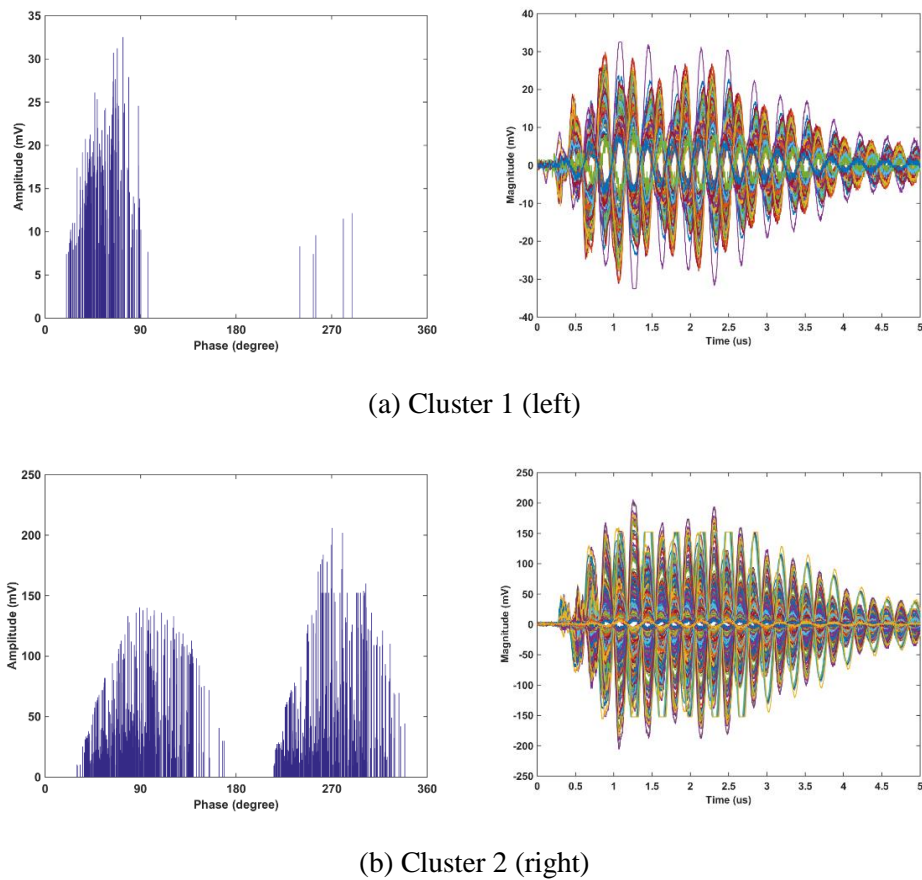 35
30
25
20
15
10
5
0
Amplitude (mV)
0 90 180 270 360
Phase (degree)
40
30
20
10
0
-10
-20
-30
-40
Magnitude (mV)
0 0.5 1 1.5 2 2.5 3 3.5 4 4.5 5
Time (us)
(a) Cluster 1 (left)
250
200
150
100
50
0
Amplitude (mV)
0 90 180 270 360
Phase (degree)
250
200
150
100
50
0
-50
-100
-150
-200
-250
Magnitude (mV)
0 0.5 1 1.5 2 2.5 3 3.5 4 4.5 5
Time (us)
(b) Cluster 2 (right)